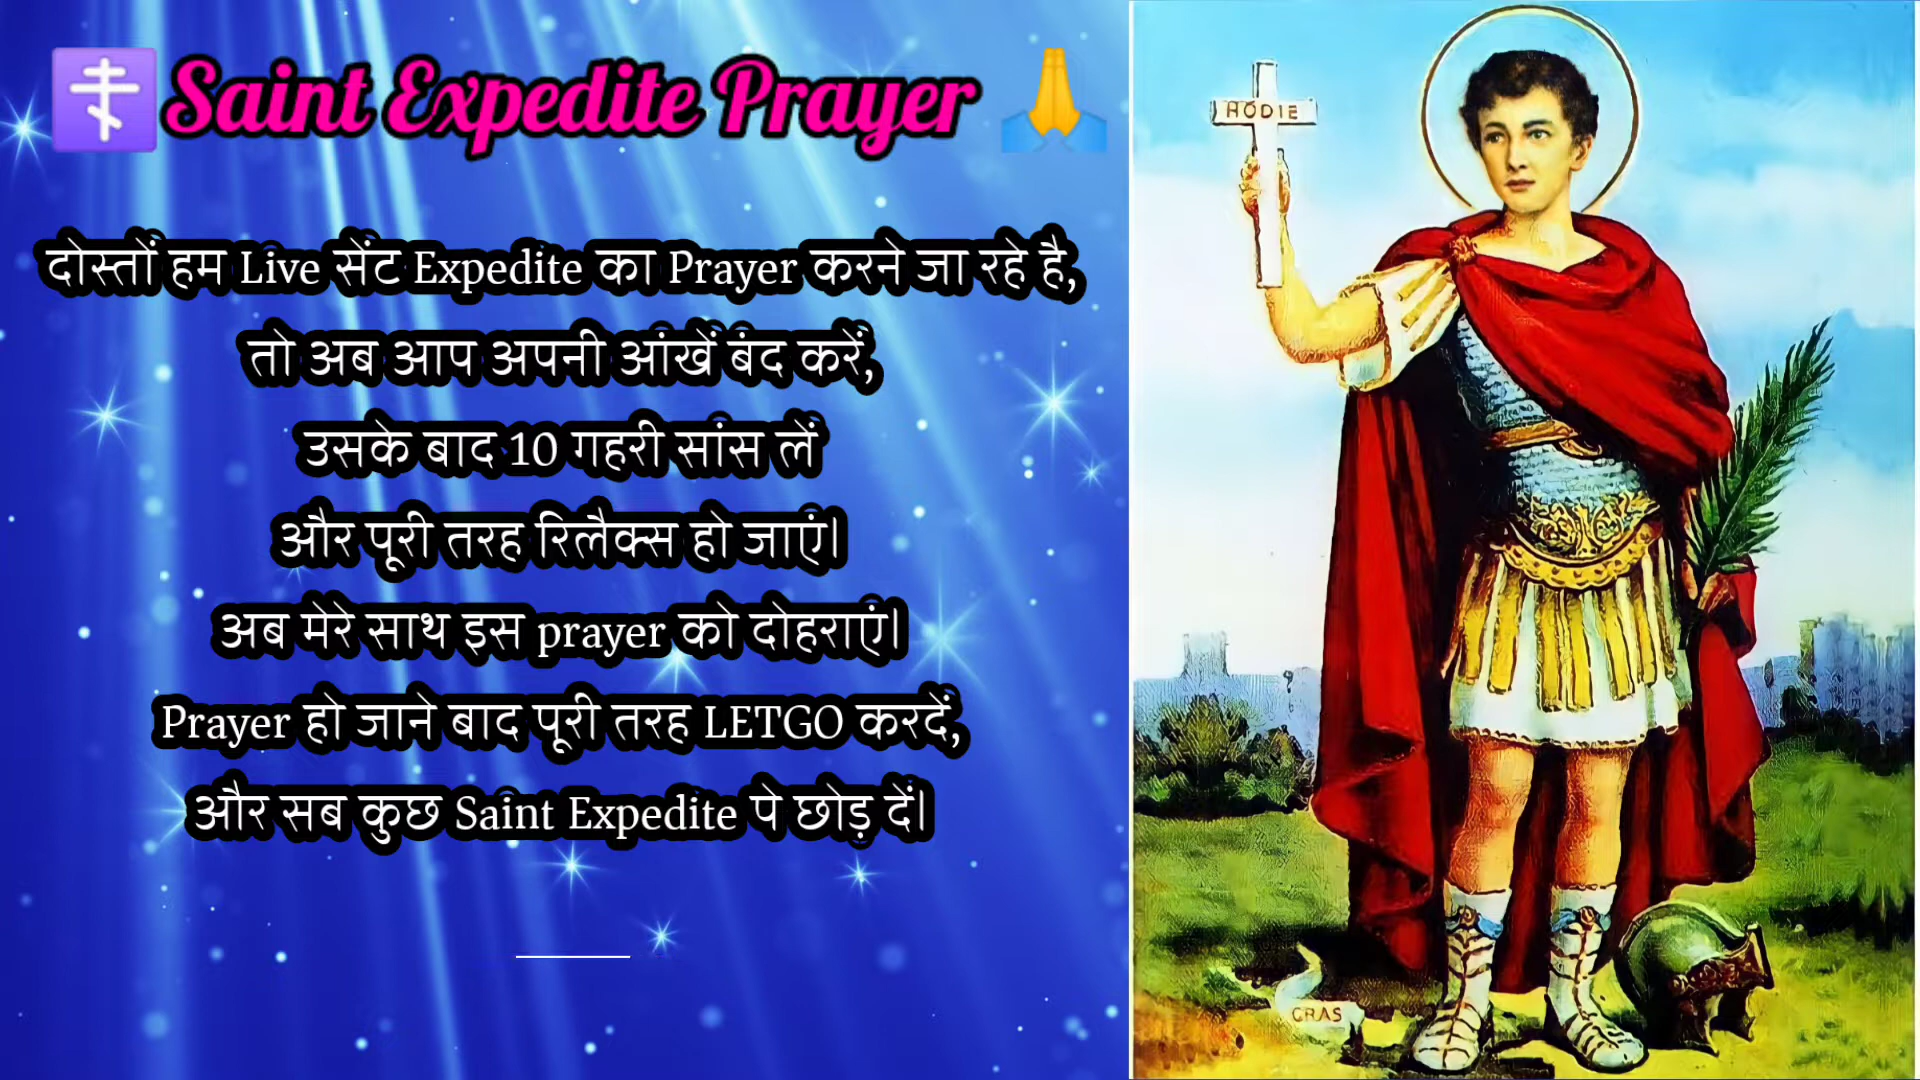 ☦️Saint Expedite Prayer 🙏
दोस्तों हम Live सेंट Expedite का Prayer करने जा रहे है,
तो अब आप अपनी आंखें बंद करें,
उसके बाद 10 गहरी सांस लें
और पूरी तरह रिलैक्स हो जाएं।
अब मेरे साथ इस prayer को दोहराएं।
Prayer हो जाने बाद पूरी तरह LETGO करदें,
और सब कुछ Saint Expedite पे छोड़ दें।
HODIE
CRAS